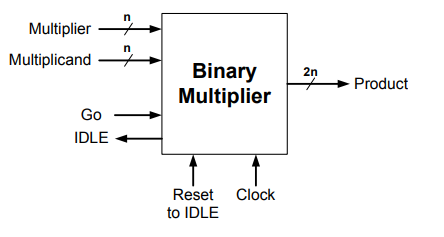 Multiplier
n
Multiplicand
n
Binary
Multiplier
2n
Product
Go
IDLE
Reset
to IDLE
Clock